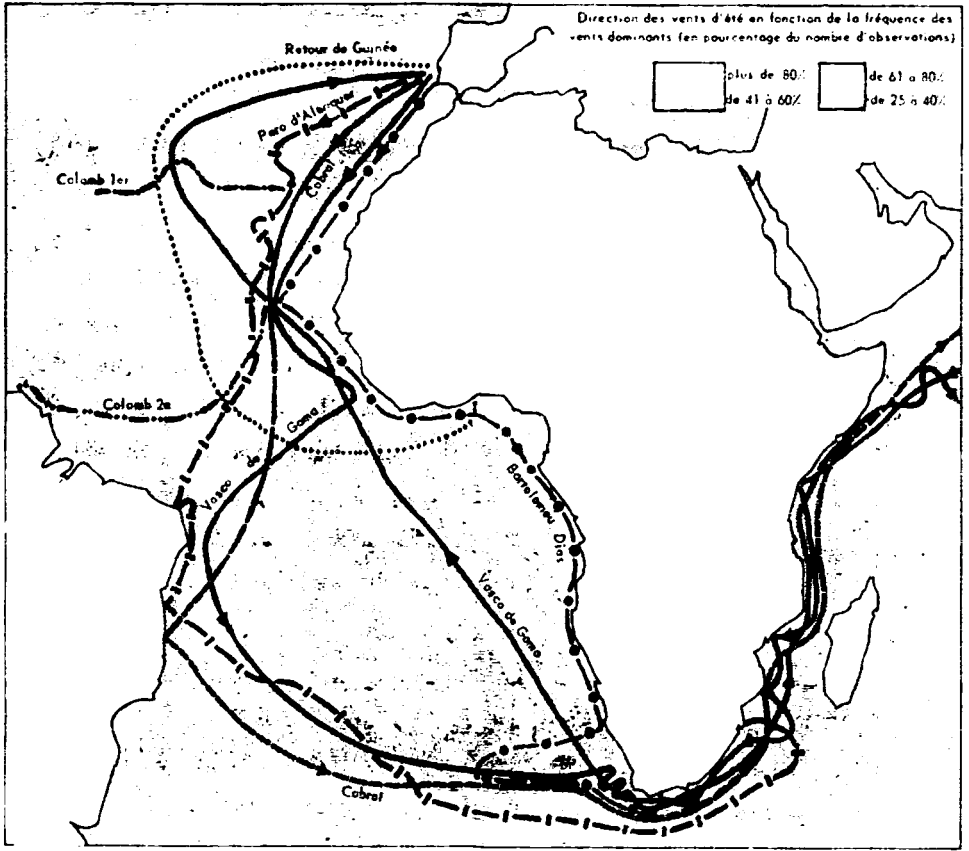 Direction des vents d'été en fonction de la fréquence des
vents dominants (en pourcentage du nombre d'observations)
plus de 80%
de 61 a 80%
de 41 à 60%
de 25 à 40%
Retour de Guinée
Pero d'Alenquer
Cabral
Colomb 1er
Colomb 2e
Vasco de Gama
Bartolomeu Dias
Vasco de Gama
Cabral